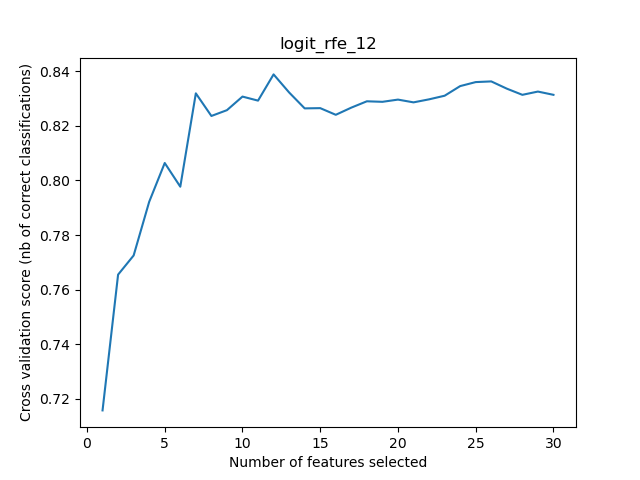 logit_rfe_12
Cross validation score (nb of correct classifications)
0.84
0.82
0.80
0.78
0.76
0.74
0.72
0 5 10 15 20 25 30
Number of features selected